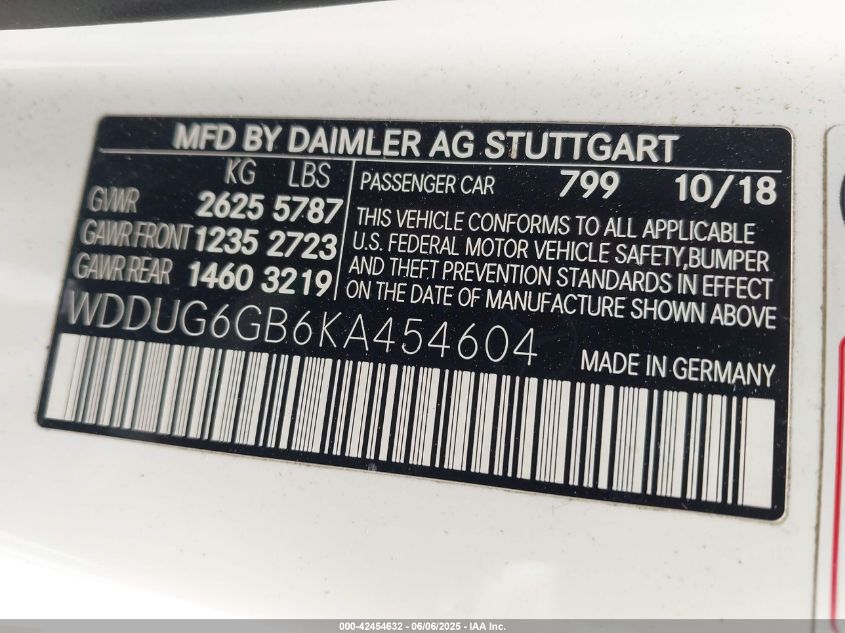 MFD BY DAIMLER AG STUTTGART
KG LBS
GVWR 2625 5787
GAWR FRONT 1235 2723
GAWR REAR 1460 3219
PASSENGER CAR 799 10/18
THIS VEHICLE CONFORMS TO ALL APPLICABLE
U.S. FEDERAL MOTOR VEHICLE SAFETY, BUMPER
AND THEFT PREVENTION STANDARDS IN EFFECT
ON THE DATE OF MANUFACTURE SHOWN ABOVE
WDDUG6GB6KA454604
MADE IN GERMANY
000-42454632 - 06/06/2025 - IAA Inc.